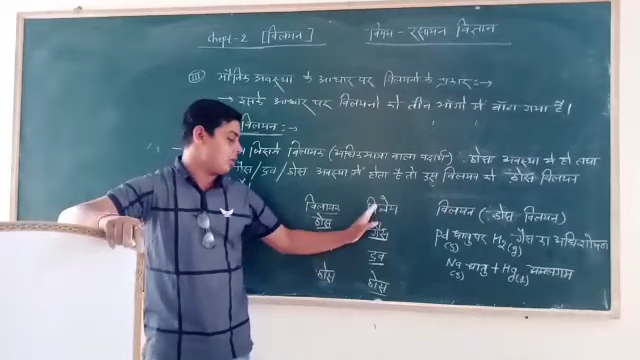 Chapt-2 [विलयन] विषय - रसायन विज्ञान
III भौतिक अवस्था के आधार पर विलयनों के प्रकार :→
→ इसके आधार पर विलयनों को तीन भागों में बाँटा गया है।
विलयन :→
जिसमें विलायक (अधिक मात्रा वाला पदार्थ) ठोस अवस्था में हो तथा
गैस/द्रव/ठोस अवस्था में होता है तो इस विलयन को ठोस विलयन
विलायक विलेय विलयन (ठोस विलयन)
ठोस गैस Pd धातु पर H2 गैस का अधिशोषण
(s) (g)
द्रव Na धातु + Hg अमलगम
(s) (l)
ठोस ठोस